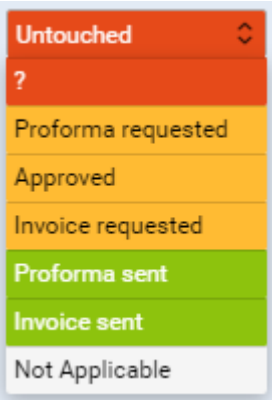 Untouched
?
Proforma requested
Approved
Invoice requested
Proforma sent
Invoice sent
Not Applicable